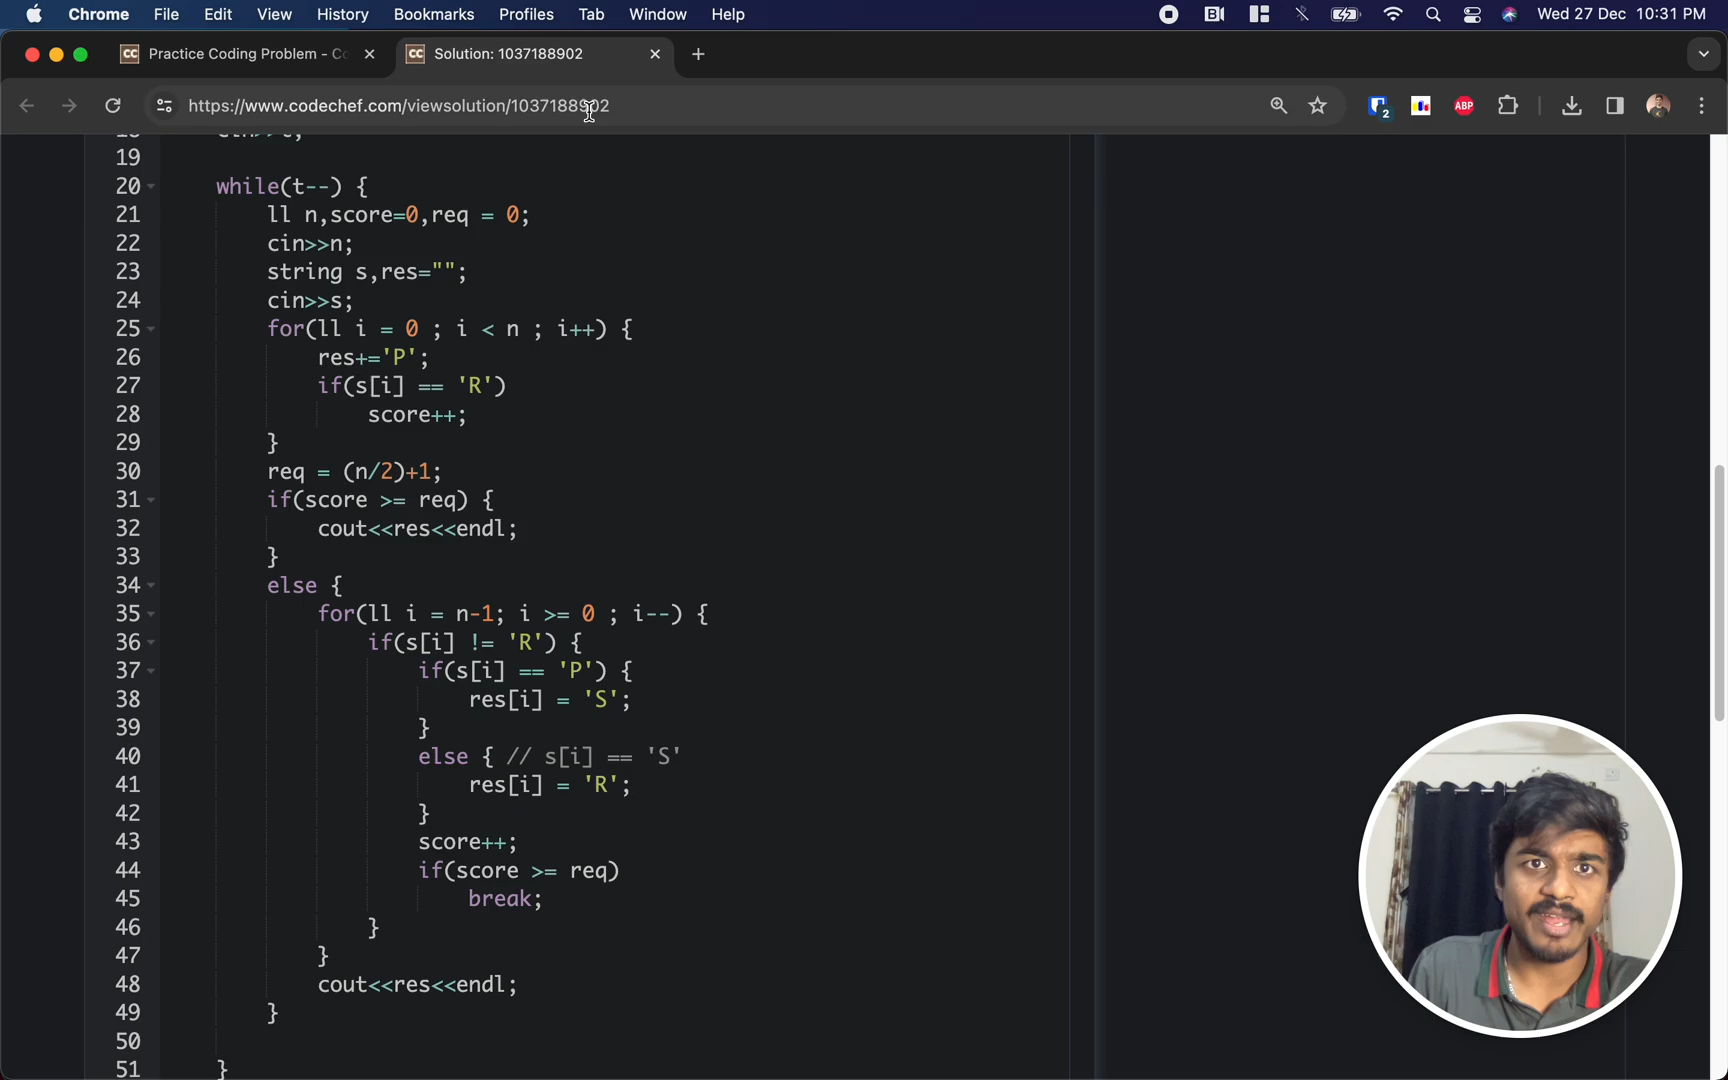 Chrome File Edit View History Bookmarks Profiles Tab Window Help Wed 27 Dec 10:31 PM
CC Practice Coding Problem - Co CC Solution: 1037188902
https://www.codechef.com/viewsolution/1037188902 2 ABP
19
20 while(t--) {
21 ll n,score=0,req = 0;
22 cin>>n;
23 string s,res="";
24 cin>>s;
25 for(ll i = 0 ; i < n ; i++) {
26 res+='P';
27 if(s[i] == 'R')
28 score++;
29 }
30 req = (n/2)+1;
31 if(score >= req) {
32 cout<<res<<endl;
33 }
34 else {
35 for(ll i = n-1; i >= 0 ; i--) {
36 if(s[i] != 'R') {
37 if(s[i] == 'P') {
38 res[i] = 'S';
39 }
40 else { // s[i] == 'S'
41 res[i] = 'R';
42 }
43 score++;
44 if(score >= req)
45 break;
46 }
47 }
48 cout<<res<<endl;
49 }
50
51 }